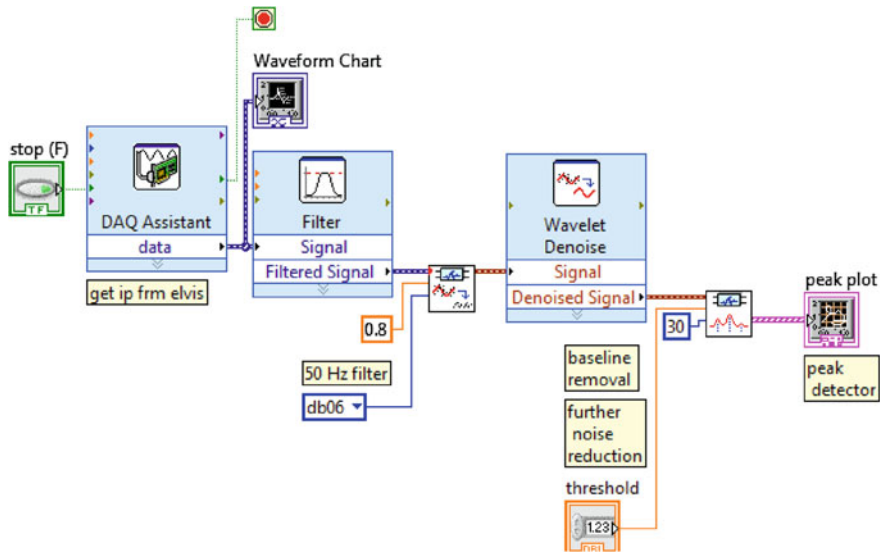 Waveform Chart
stop (F)
TF
DAQ Assistant
data
get ip frm elvis
Filter
Signal
Filtered Signal
0.8
50 Hz filter
db06
Wavelet
Denoise
Signal
Denoised Signal
30
baseline
removal
further
noise
reduction
threshold
1.23
DBL
peak plot
peak
detector